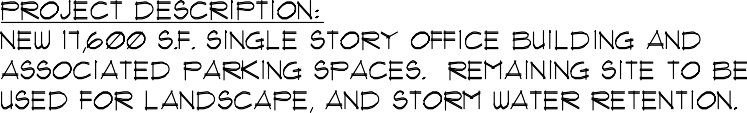 PROJECT DESCRIPTION:
NEW 17,600 S.F. SINGLE STORY OFFICE BUILDING AND
ASSOCIATED PARKING SPACES. REMAINING SITE TO BE
USED FOR LANDSCAPE, AND STORM WATER RETENTION.